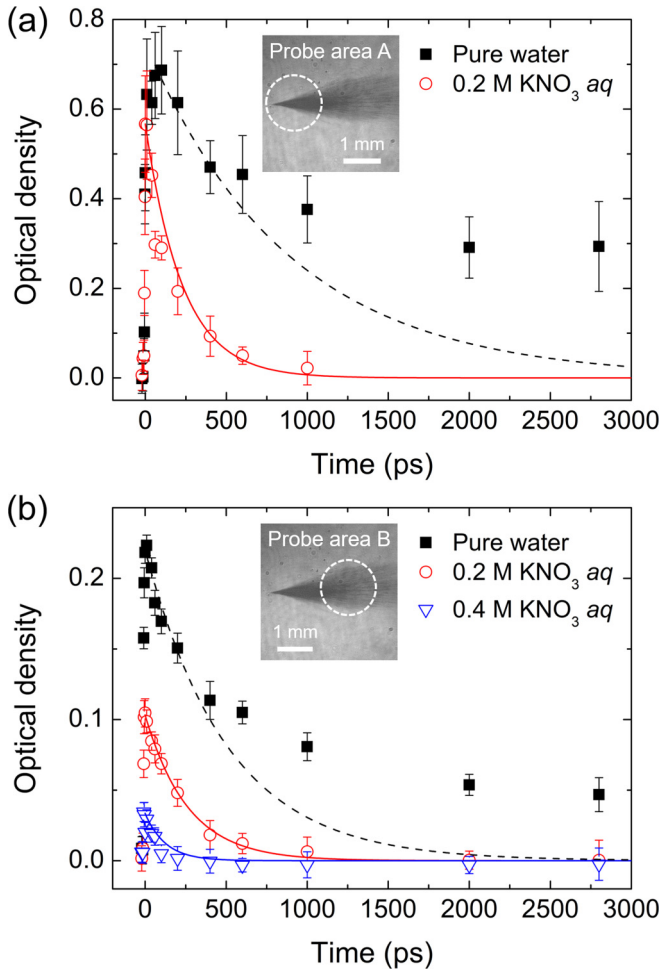 (a)
0.8
0.6
0.4
0.2
0.0
Optical density
Probe area A
1 mm
Pure water
0.2 M KNO₃ aq
0 500 1000 1500 2000 2500 3000
Time (ps)
(b)
0.2
0.1
0.0
Optical density
Probe area B
1 mm
Pure water
0.2 M KNO₃ aq
0.4 M KNO₃ aq
0 500 1000 1500 2000 2500 3000
Time (ps)